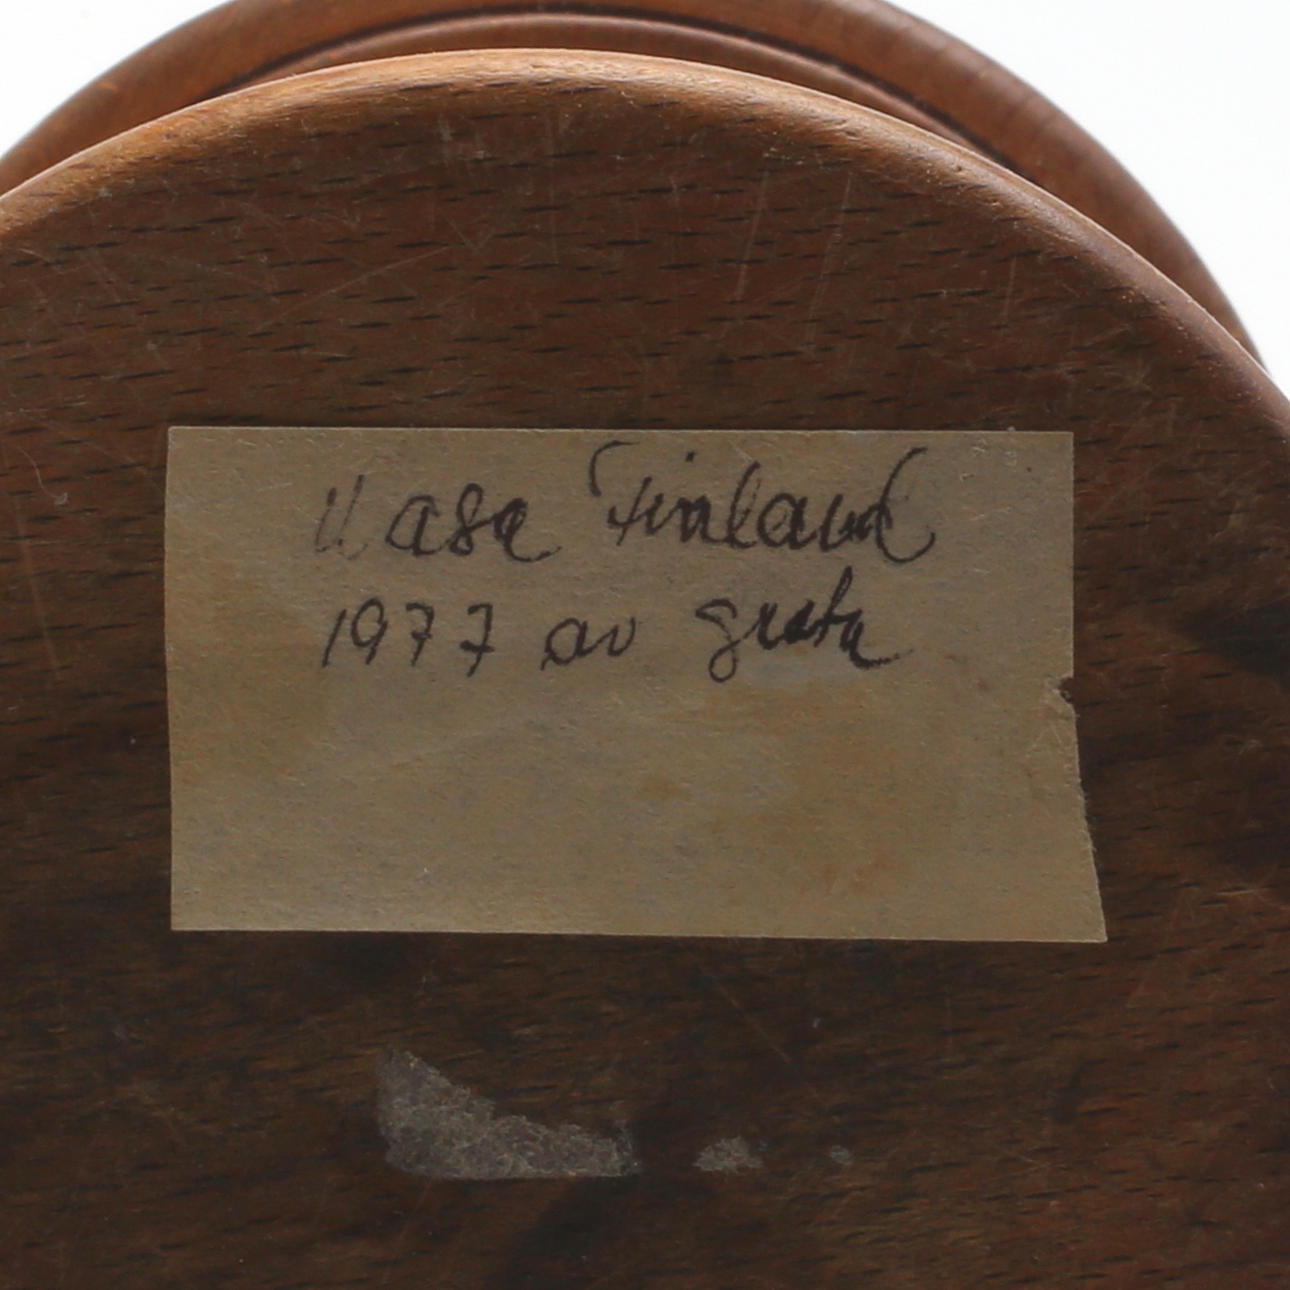 Vasa Finland
1977 av greta